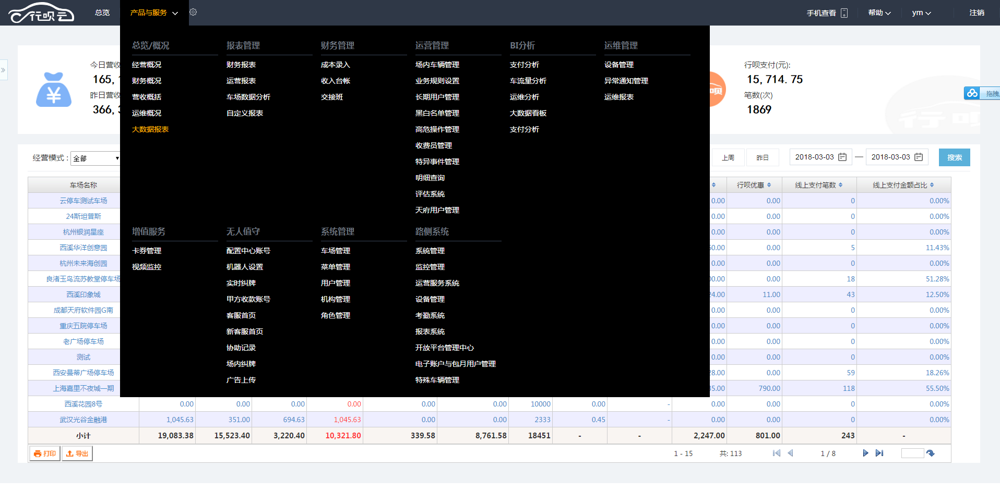 行呗云 总览 产品与服务 手机查看 帮助 ym 注销
总览/概况 报表管理 财务管理 运营管理 BI分析 运维管理
今日营收 经营概况 财务报表 成本录入 场内车辆管理 支付分析 设备管理 行呗支付(元):
165, 财务概况 运营报表 收入台帐 业务规则设置 车流量分析 异常通知管理 15,714.75
昨日营收 营收概括 车场数据分析 交接班 长期用户管理 运维分析 运维报表 笔数(次) 拖拽
366, 运维概况 自定义报表 黑白名单管理 大数据看板 1869
大数据报表 高危操作管理 支付分析
收费员管理
经营模式： 全部 特异事件管理 上周 昨日 2018-03-03 — 2018-03-03 搜索
明细查询
车场名称 行呗优惠 线上支付笔数 线上支付金额占比
评估系统
云停车测试车场 0.00 0.00 0 0.00%
天府用户管理
24斯坦普斯 0.00 0.00 0 0.00%
增值服务 无人值守 系统管理 路侧系统
杭州银润星座 0.00 0.00 0 0.00%
卡券管理 配置中心账号 车场管理 系统管理
西溪华洋创意园 0.00 5 11.43%
视频监控 机器人设置 菜单管理 监控管理
杭州未来海创园 0.00 0.00 0 0.00%
实时纠牌 用户管理 运营服务系统
良渚玉鸟流苏教堂停车场 0.00 18 51.28%
甲方收款账号 机构管理 设备管理
西溪印象城 24.00 11.00 43 12.50%
客服首页 角色管理 考勤系统
成都天府软件园G南 0.00 0.00 0 0.00%
新客服首页 报表系统
重庆五院停车场 0.00 0.00 0 0.00%
协助记录 开放平台管理中心
老广场停车场 0.00 0.00 0 0.00%
场内纠牌 电子账户与包月用户管理
测试 0.00 0.00 0 0.00%
广告上传 特殊车辆管理
西安曼蒂广场停车场 28.00 0.00 59 18.26%
上海嘉里不夜城一期 35.00 790.00 118 55.50%
西溪花园8号 0.00 0.00 0.00 0.00 0.00 0.00 10000 0.00 - 0.00 0.00 0 0.00%
武汉光谷金融港 1,045.63 351.00 694.63 1,045.63 0.00 0.00 2333 0.45 - 0.00 0.00 0 0.00%
小计 19,083.38 15,523.40 3,220.40 10,321.80 339.58 8,761.58 18451 - - 2,247.00 801.00 243 -
打印 导出 1 - 15 共: 113 1 / 8